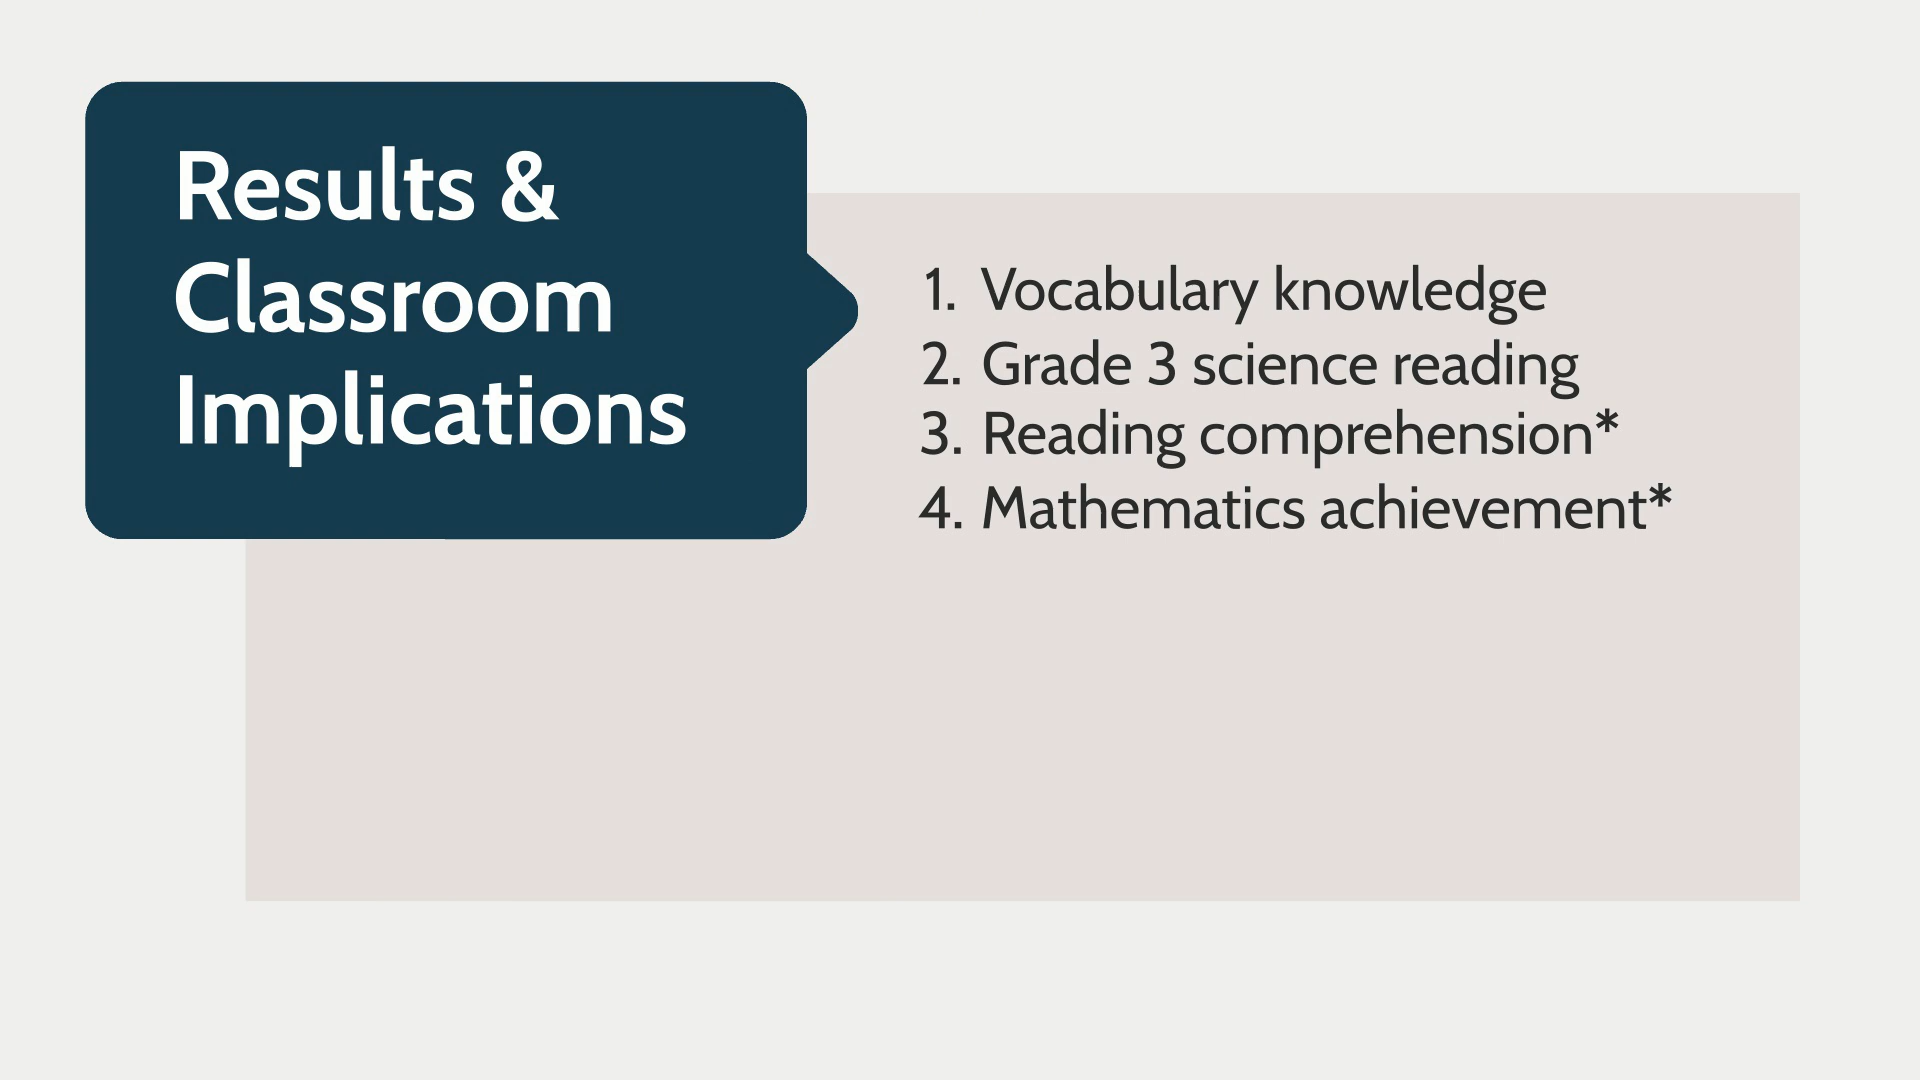 Results &
Classroom
Implications
1. Vocabulary knowledge
2. Grade 3 science reading
3. Reading comprehension*
4. Mathematics achievement*